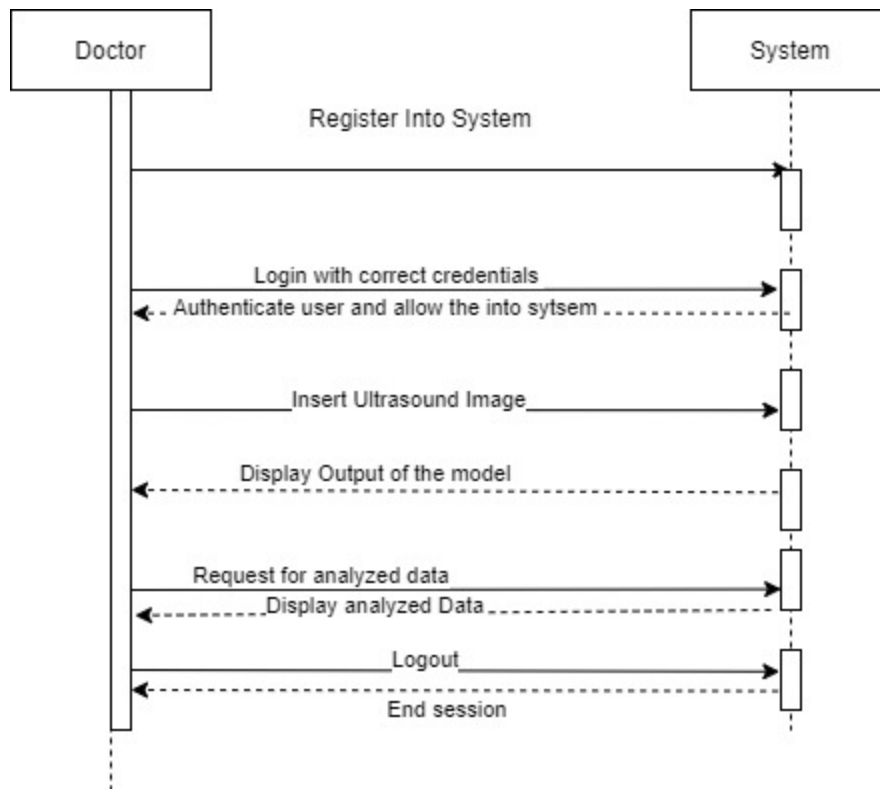 Doctor
System
Register Into System
Login with correct credentials
Authenticate user and allow the into sytsem
Insert Ultrasound Image
Display Output of the model
Request for analyzed data
Display analyzed Data
Logout
End session